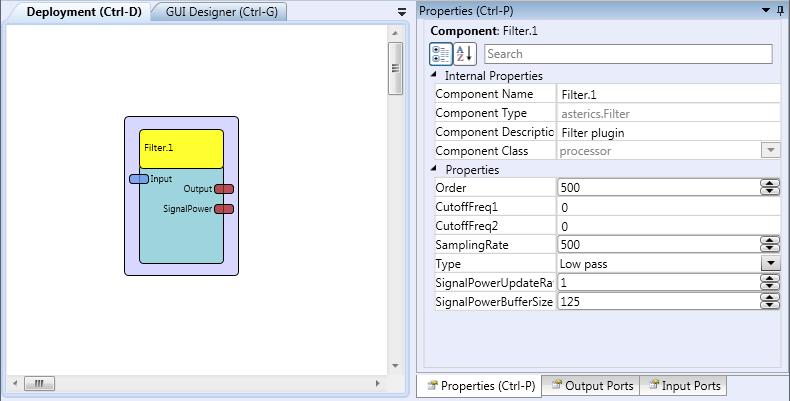 Deployment (Ctrl-D)
GUI Designer (Ctrl-G)
Filter.1
Input
Output
SignalPower
Properties (Ctrl-P)
Component: Filter.1
A
Z
Search
Internal Properties
Component Name Filter.1
Component Type asterics.Filter
Component Descriptio Filter plugin
Component Class processor
Properties
Order 500
CutoffFreq1 0
CutoffFreq2 0
SamplingRate 500
Type Low pass
SignalPowerUpdateRa 1
SignalPowerBufferSize 125
Properties (Ctrl-P) Output Ports Input Ports